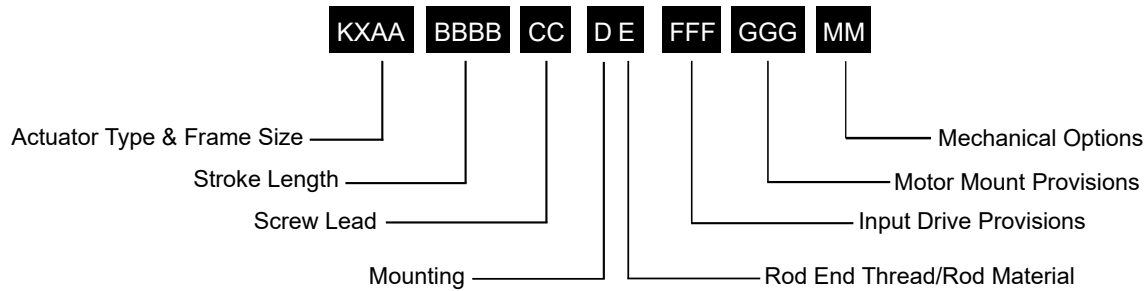 KXAA BBBB CC D E FFF GGG MM
Actuator Type & Frame Size
Mechanical Options
Stroke Length
Motor Mount Provisions
Screw Lead
Input Drive Provisions
Mounting
Rod End Thread/Rod Material